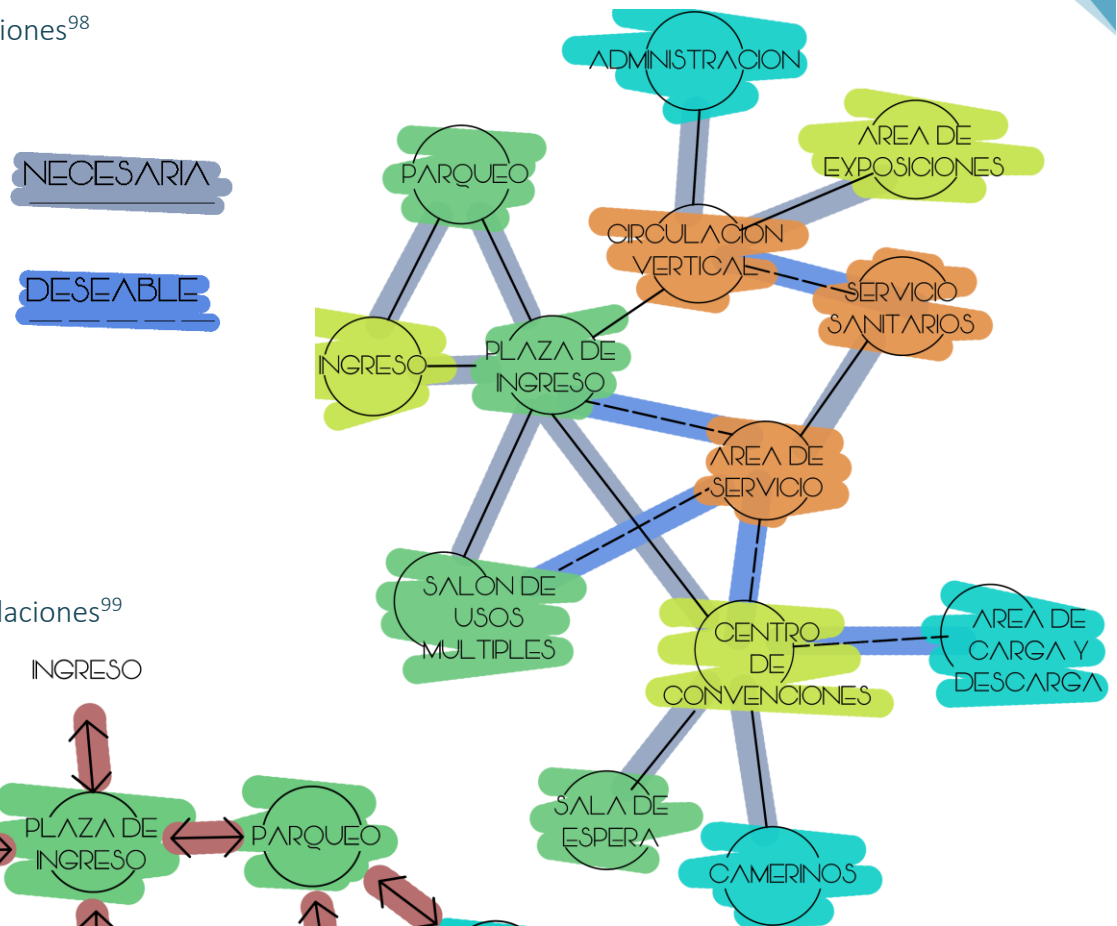 iones98
NECESARIA
DESEABLE
ADMINISTRACION
PARQUEO
AREA DE
EXPOSICIONES
CIRCULACION
VERTICAL
SERVICIO
SANITARIOS
INGRESO
PLAZA DE
INGRESO
AREA DE
SERVICIO
SALON DE
USOS
MULTIPLES
CENTRO
DE
CONVENCIONES
AREA DE
CARGA Y
DESCARGA
SALA DE
ESPERA
CAMERINOS
laciones99
INGRESO
PLAZA DE
INGRESO
PARQUEO